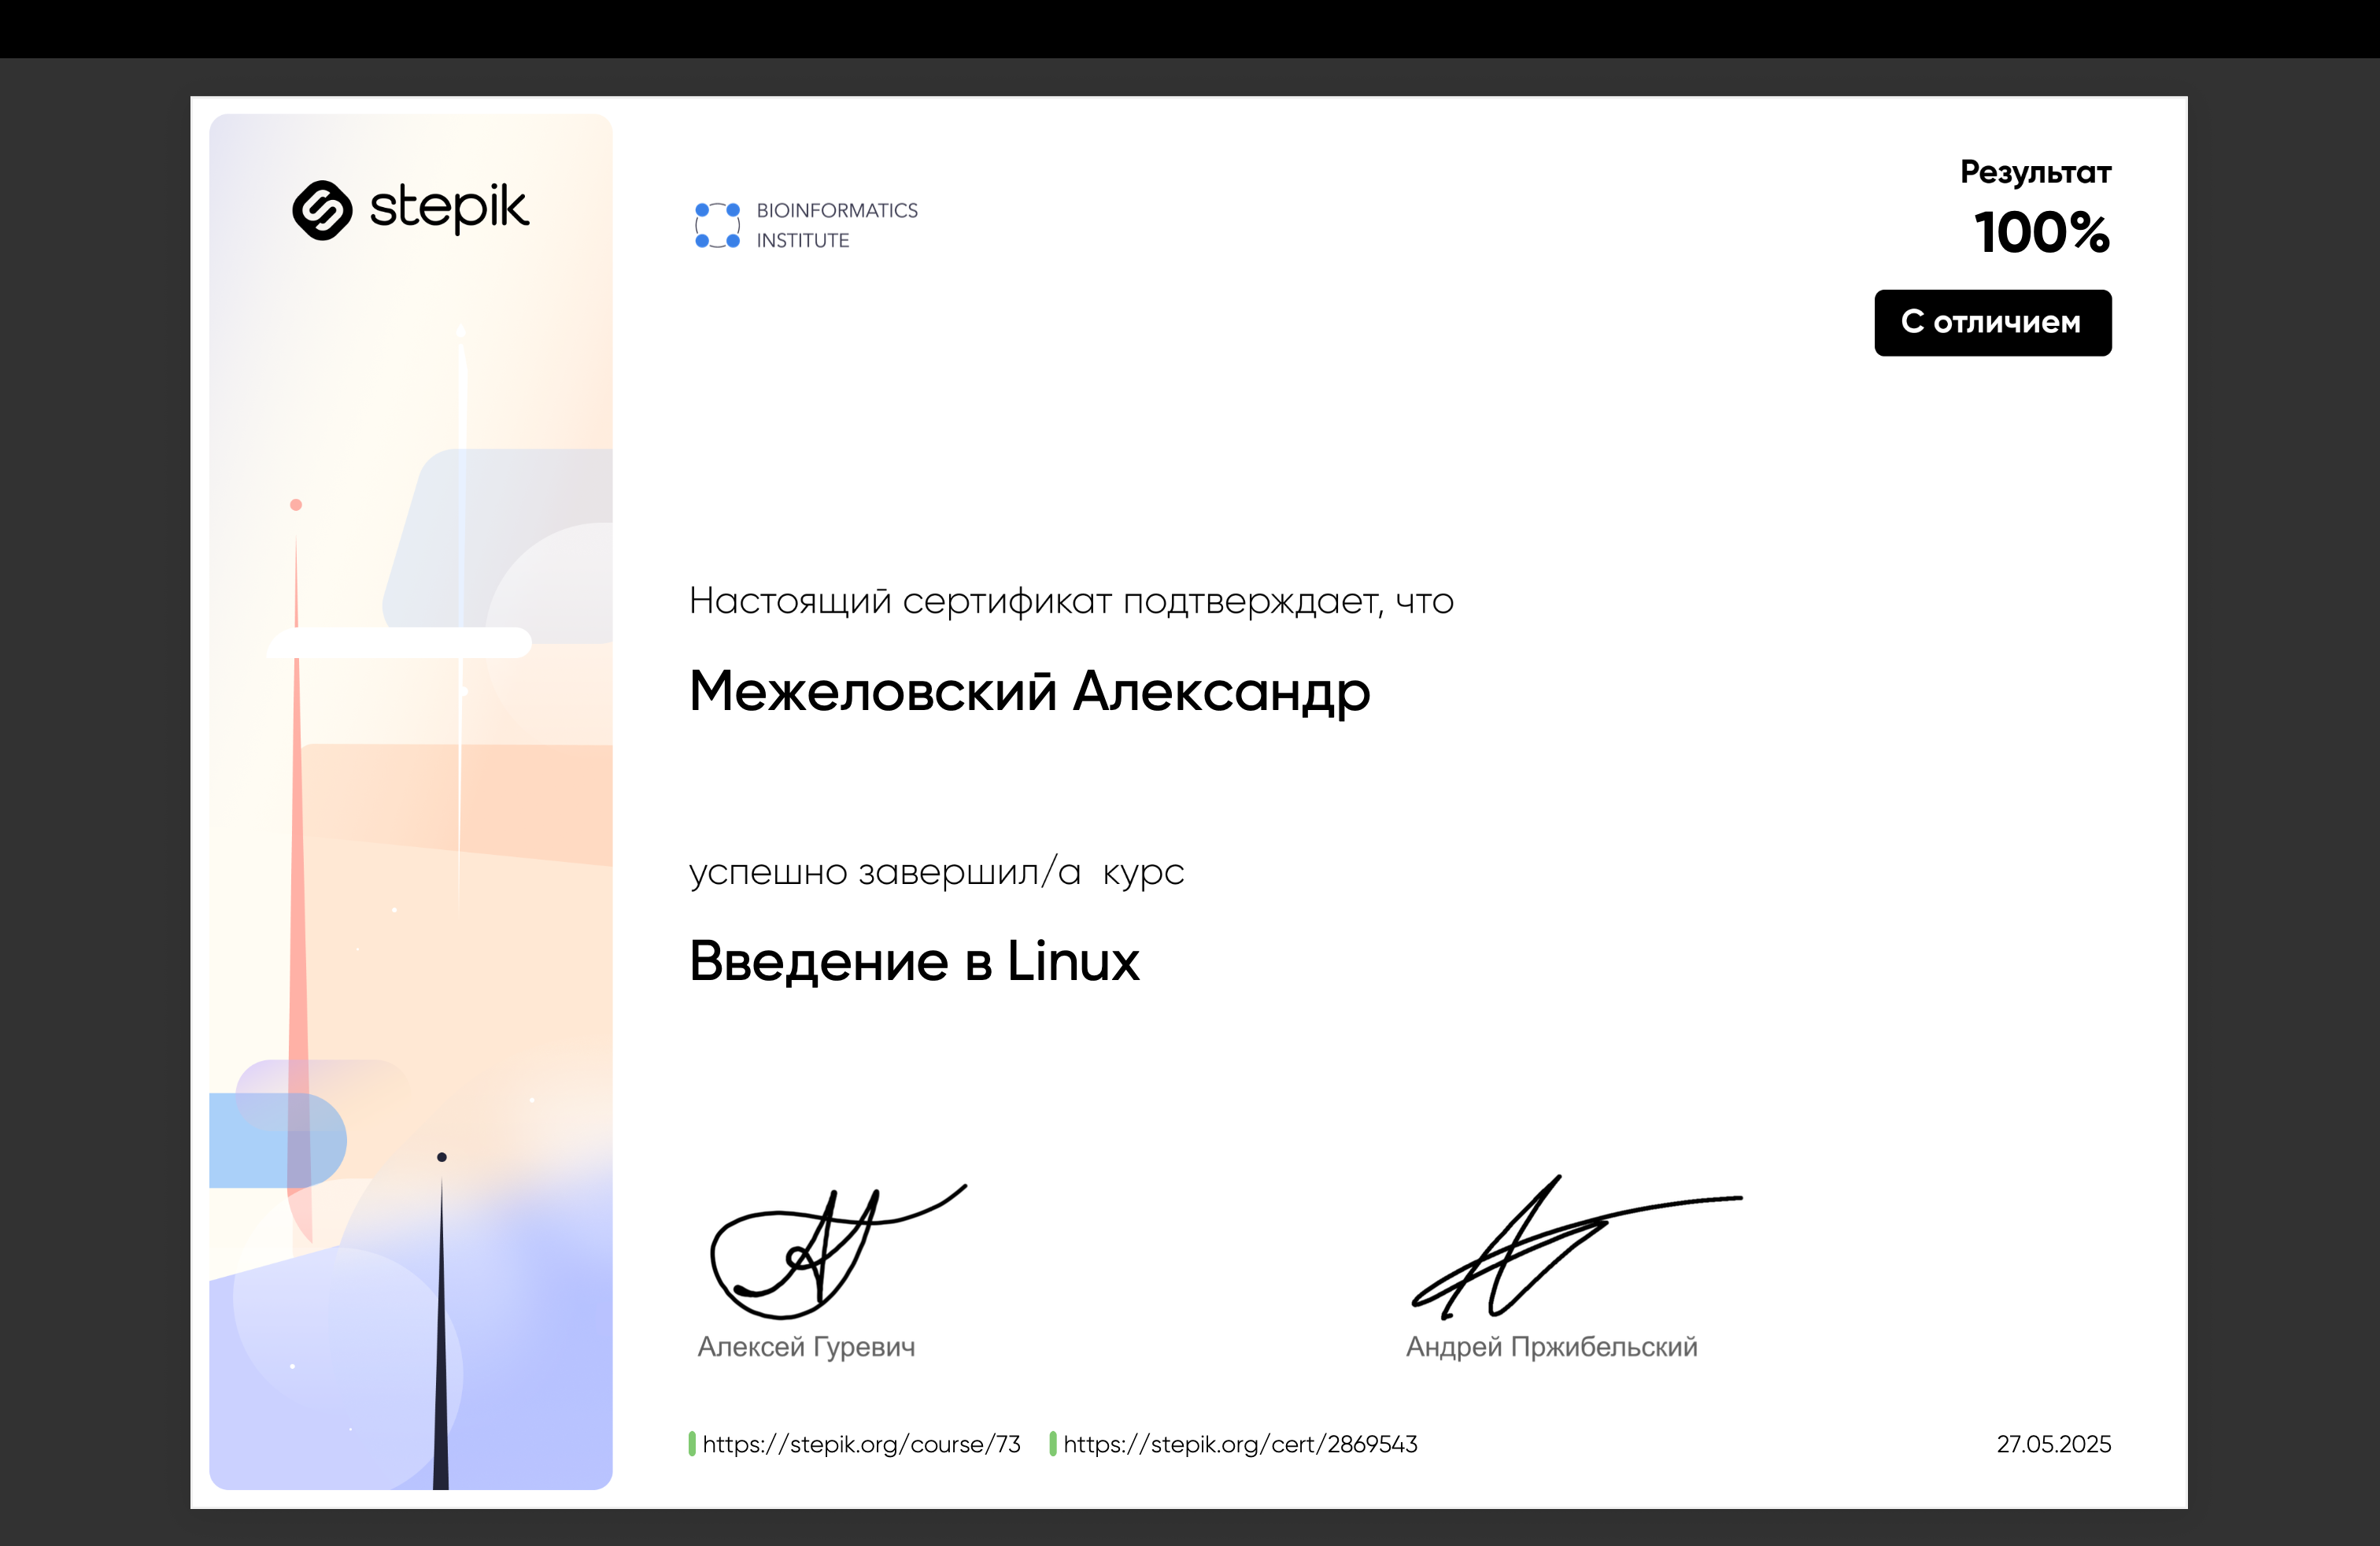 stepik
BIOINFORMATICS
INSTITUTE
Результат
100%
С отличием
Настоящий сертификат подтверждает, что
Межеловский Александр
успешно завершил/а курс
Введение в Linux
Алексей Гуревич
Андрей Пржибельский
https://stepik.org/course/73 https://stepik.org/cert/2869543 27.05.2025